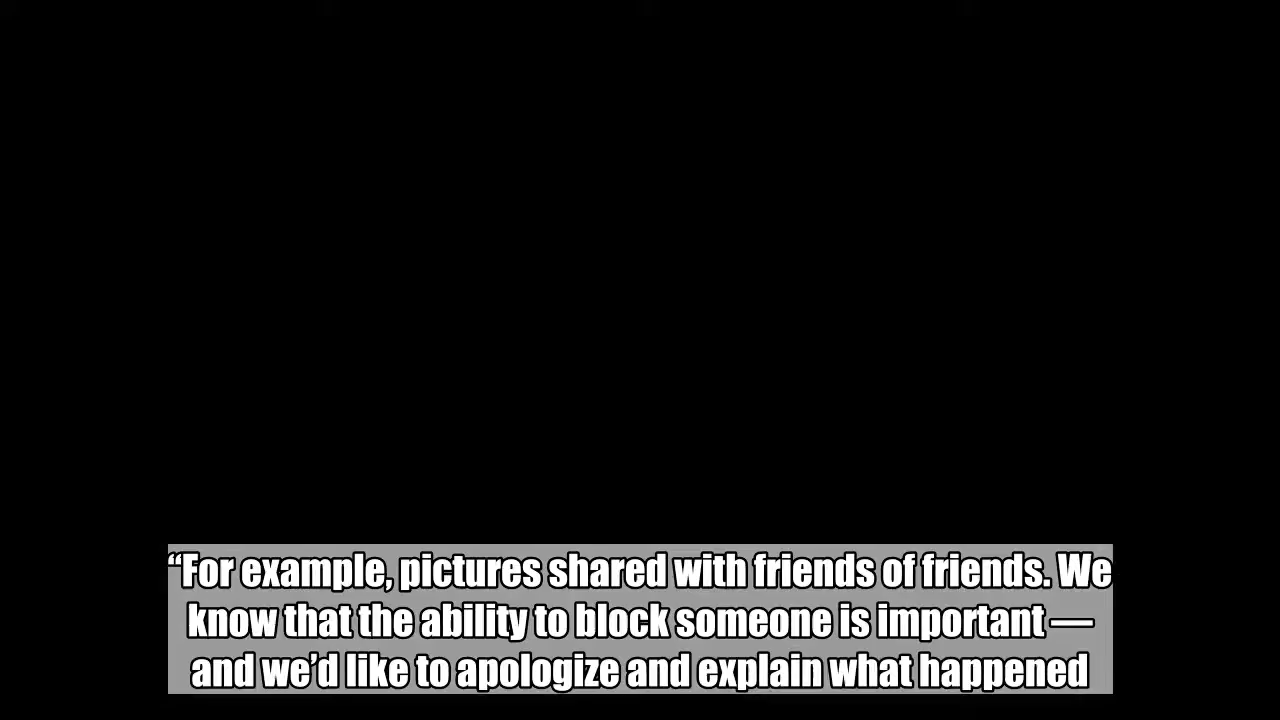 “For example, pictures shared with friends of friends. We
know that the ability to block someone is important —
and we’d like to apologize and explain what happened